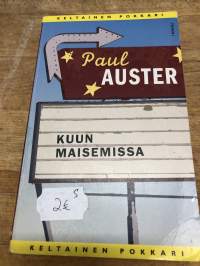 KELTAINEN POKKARI
Paul
AUSTER
KUUN
MAISEMISSA
S
2€
KELTAINEN POKKARI